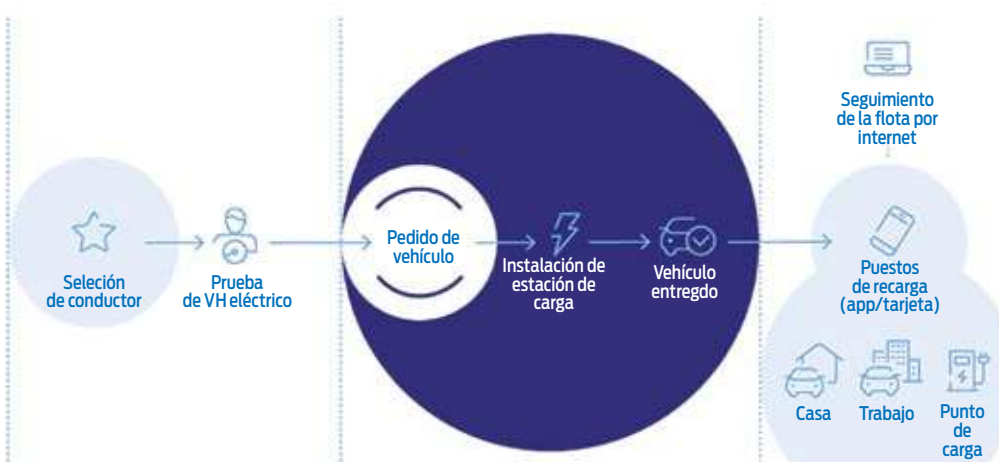 Seleción
de conductor
Prueba
de VH eléctrico
Pedido de
vehículo
Instalación de
estación de
carga
Vehículo
entregdo
Seguimiento
de la flota por
internet
Puestos
de recarga
(app/tarjeta)
Casa
Trabajo
Punto
de
carga